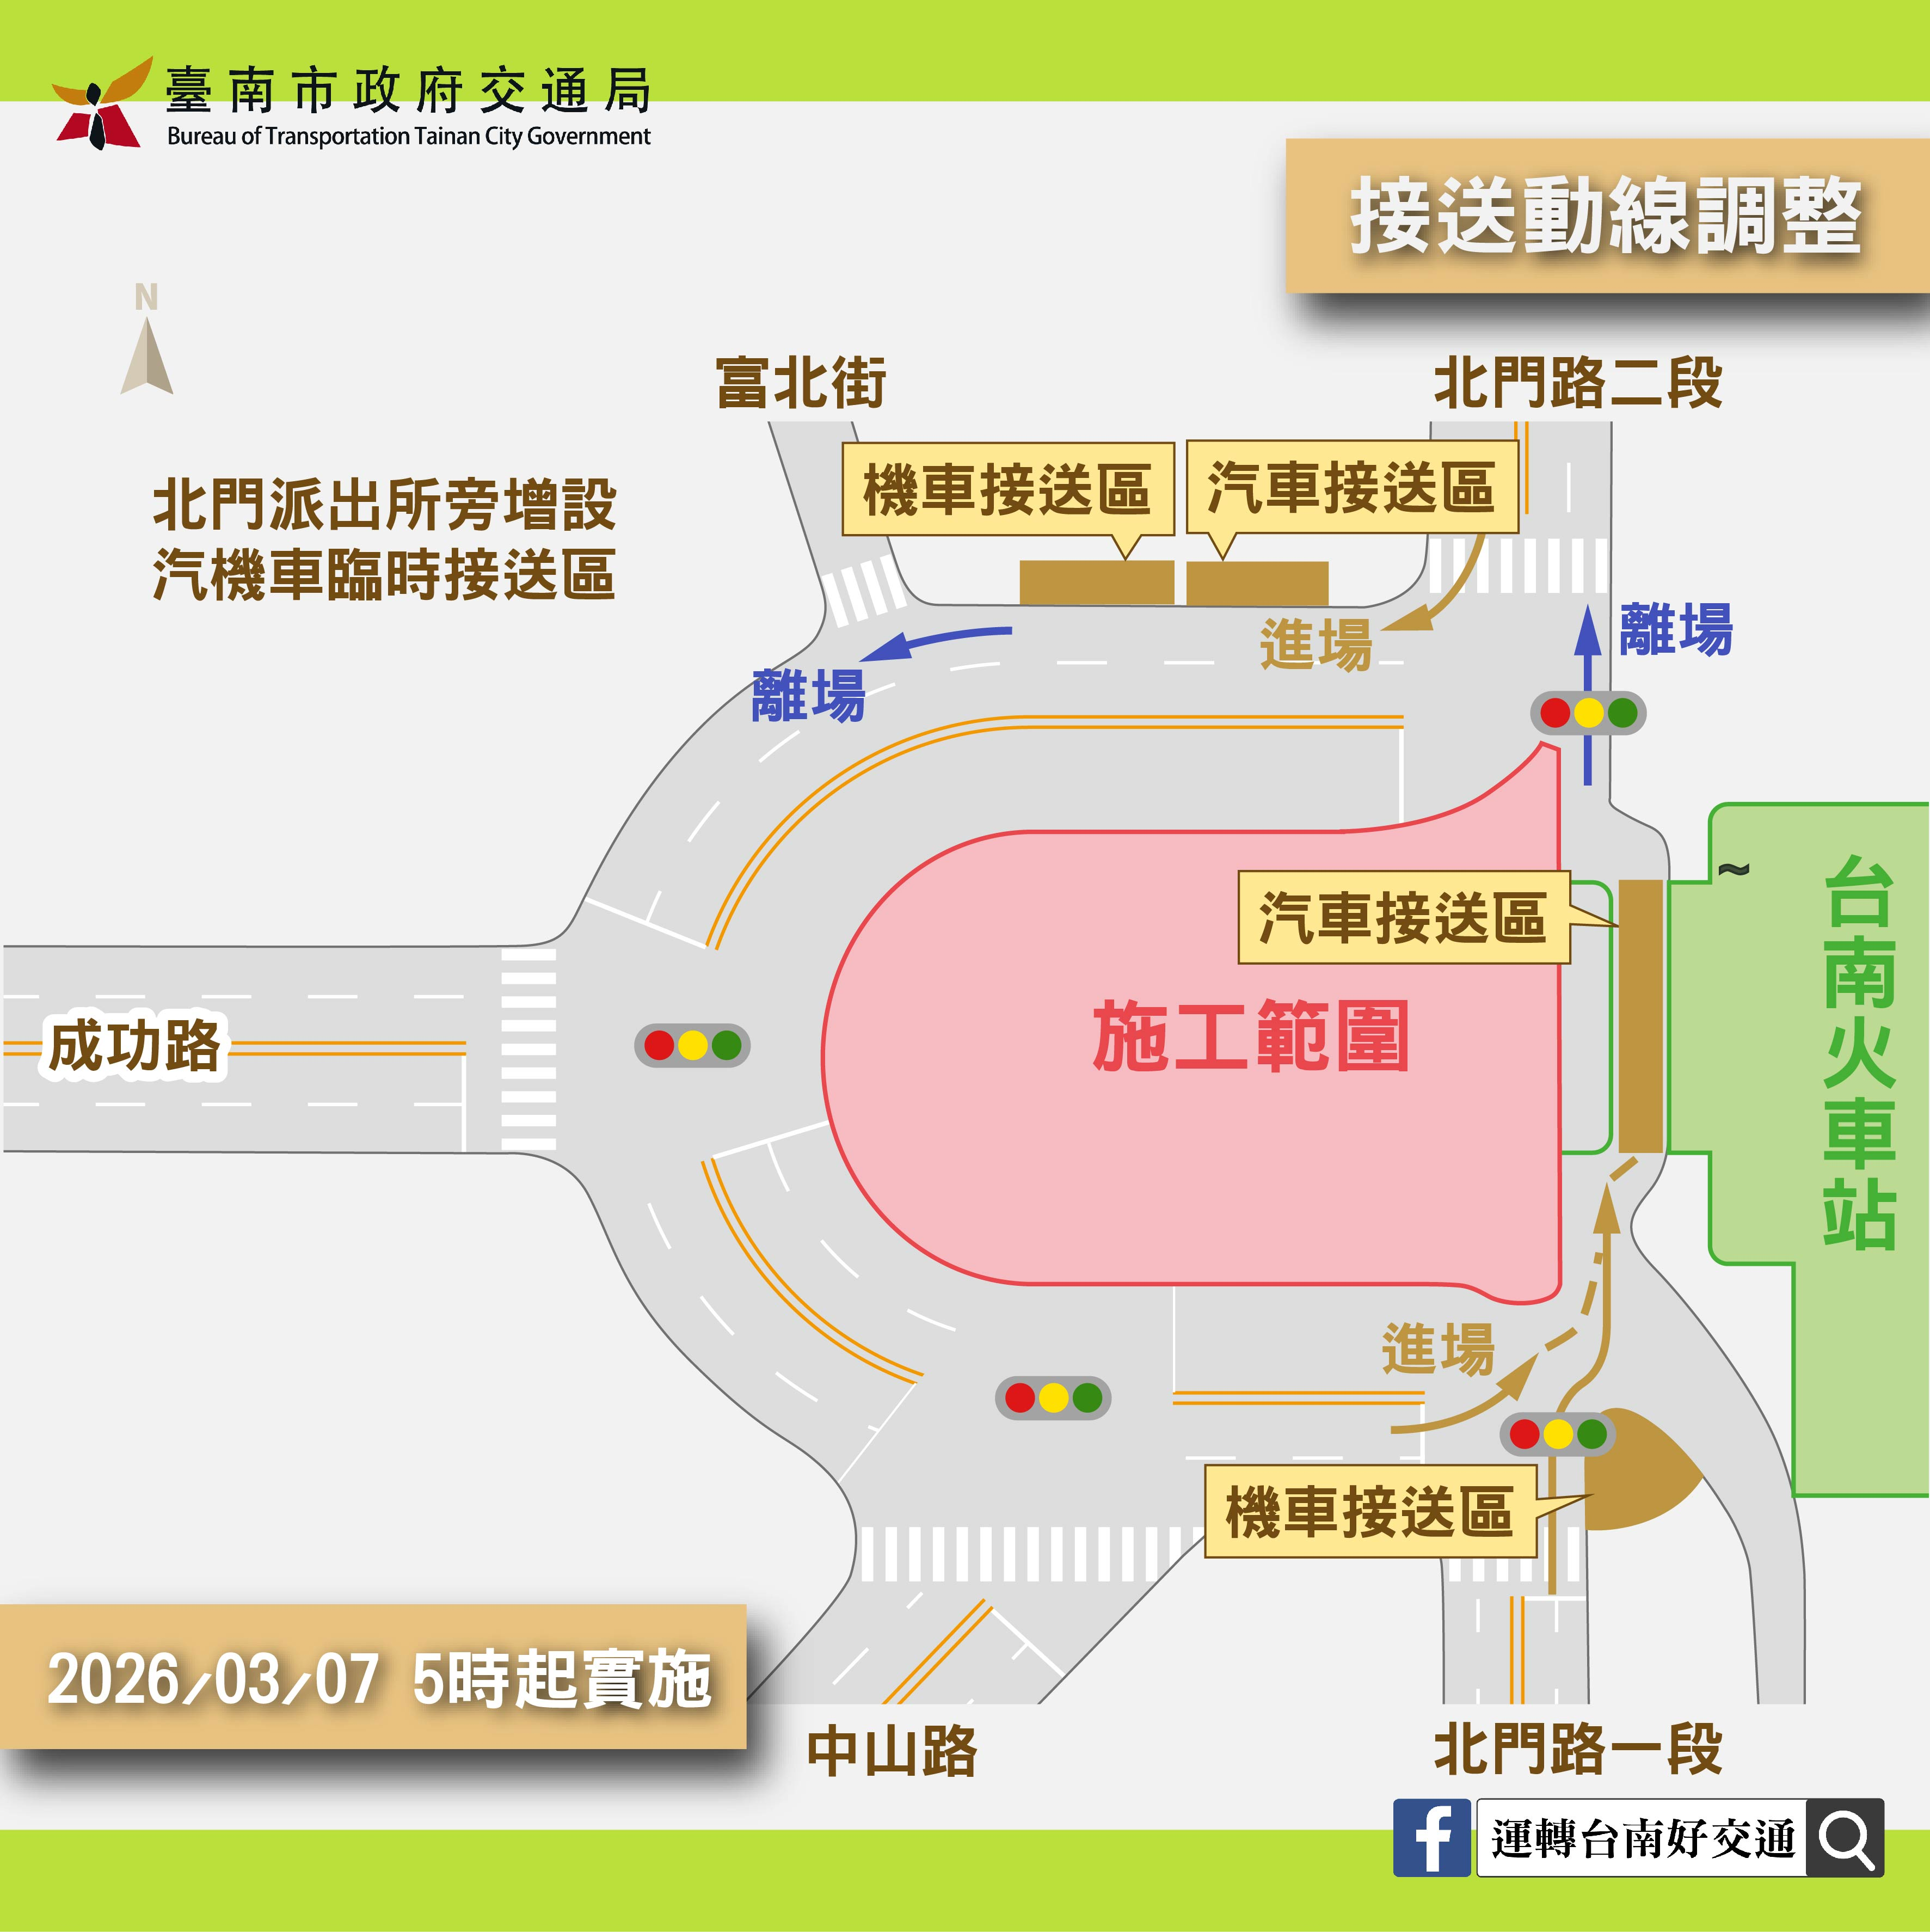 臺南市政府交通局
Bureau of Transportation Tainan City Government
接送動線調整
N
富北街
北門路二段
北門派出所旁增設
汽機車臨時接送區
機車接送區
汽車接送區
進場
離場
離場
汽車接送區
台南火車站
~
施工範圍
成功路
進場
機車接送區
2026/03/07 5時起實施
中山路
北門路一段
f
運轉台南好交通